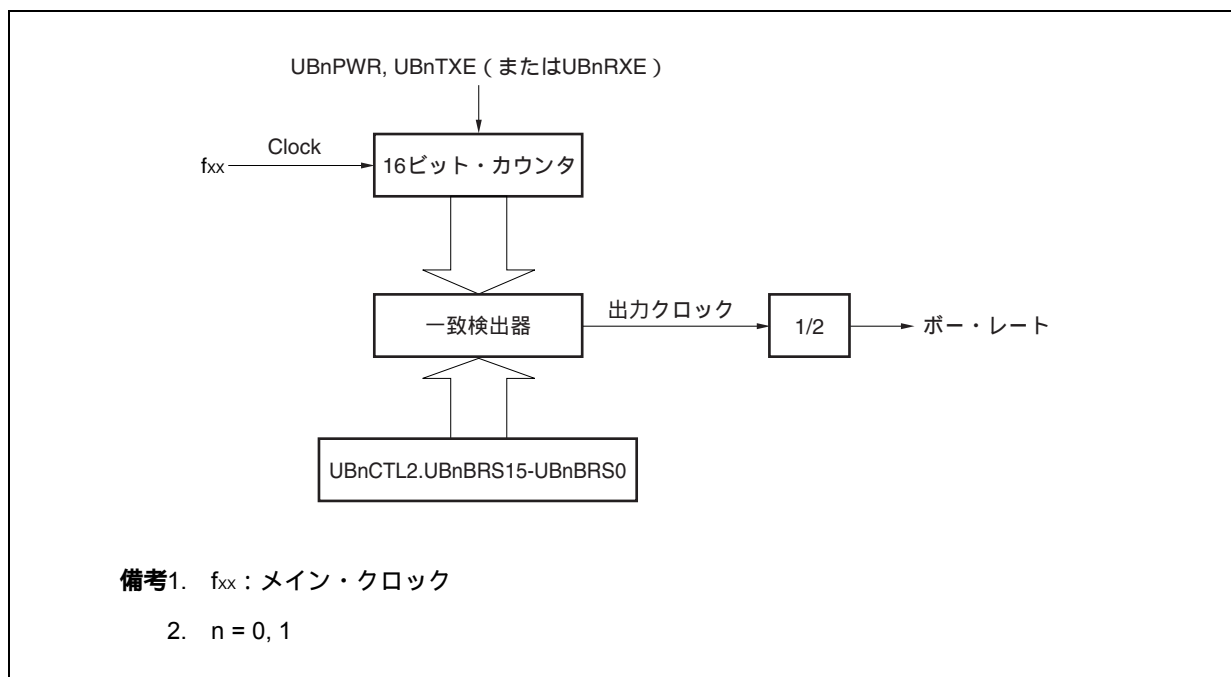 UBnPWR, UBnTXE（またはUBnRXE）
Clock
fxx
16ビット・カウンタ
一致検出器
出力クロック
1/2
ボー・レート
UBnCTL2.UBnBRS15-UBnBRS0
備考1. fxx：メイン・クロック
2. n = 0, 1